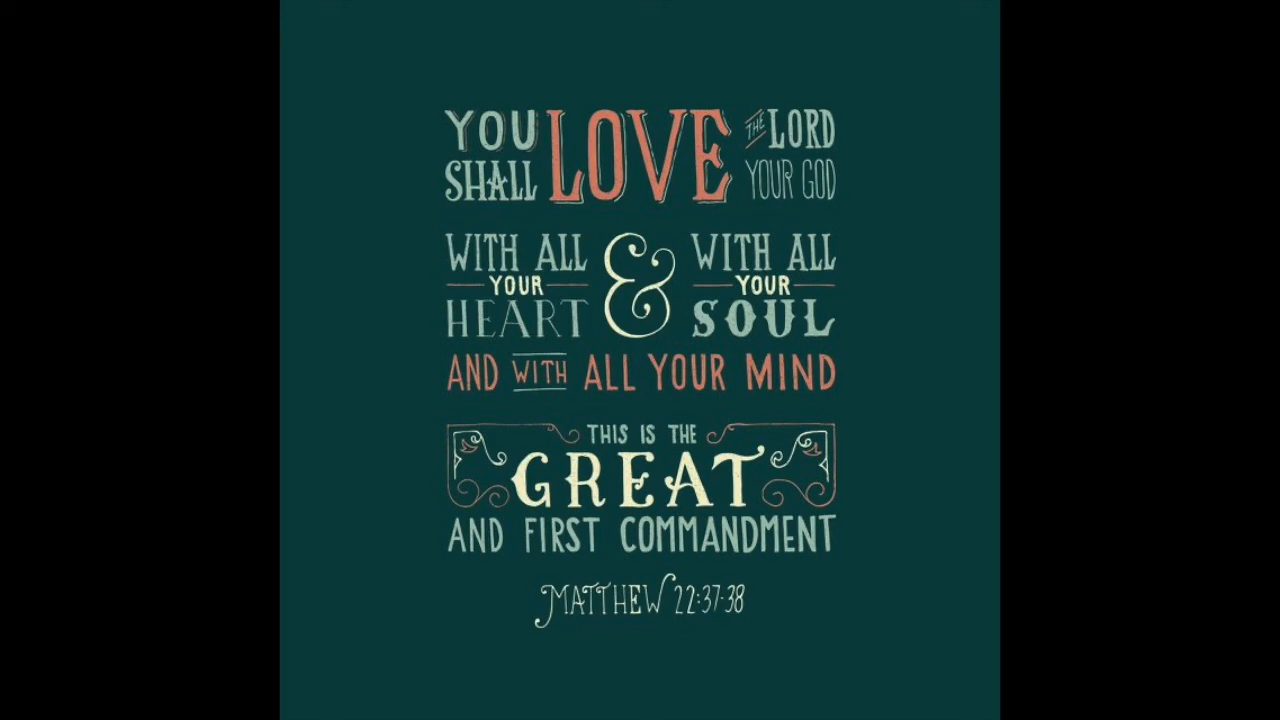 YOU SHALL LOVE THE LORD YOUR GOD
WITH ALL YOUR HEART & WITH ALL YOUR SOUL
AND WITH ALL YOUR MIND
THIS IS THE
GREAT
AND FIRST COMMANDMENT
MATTHEW 22:37-38